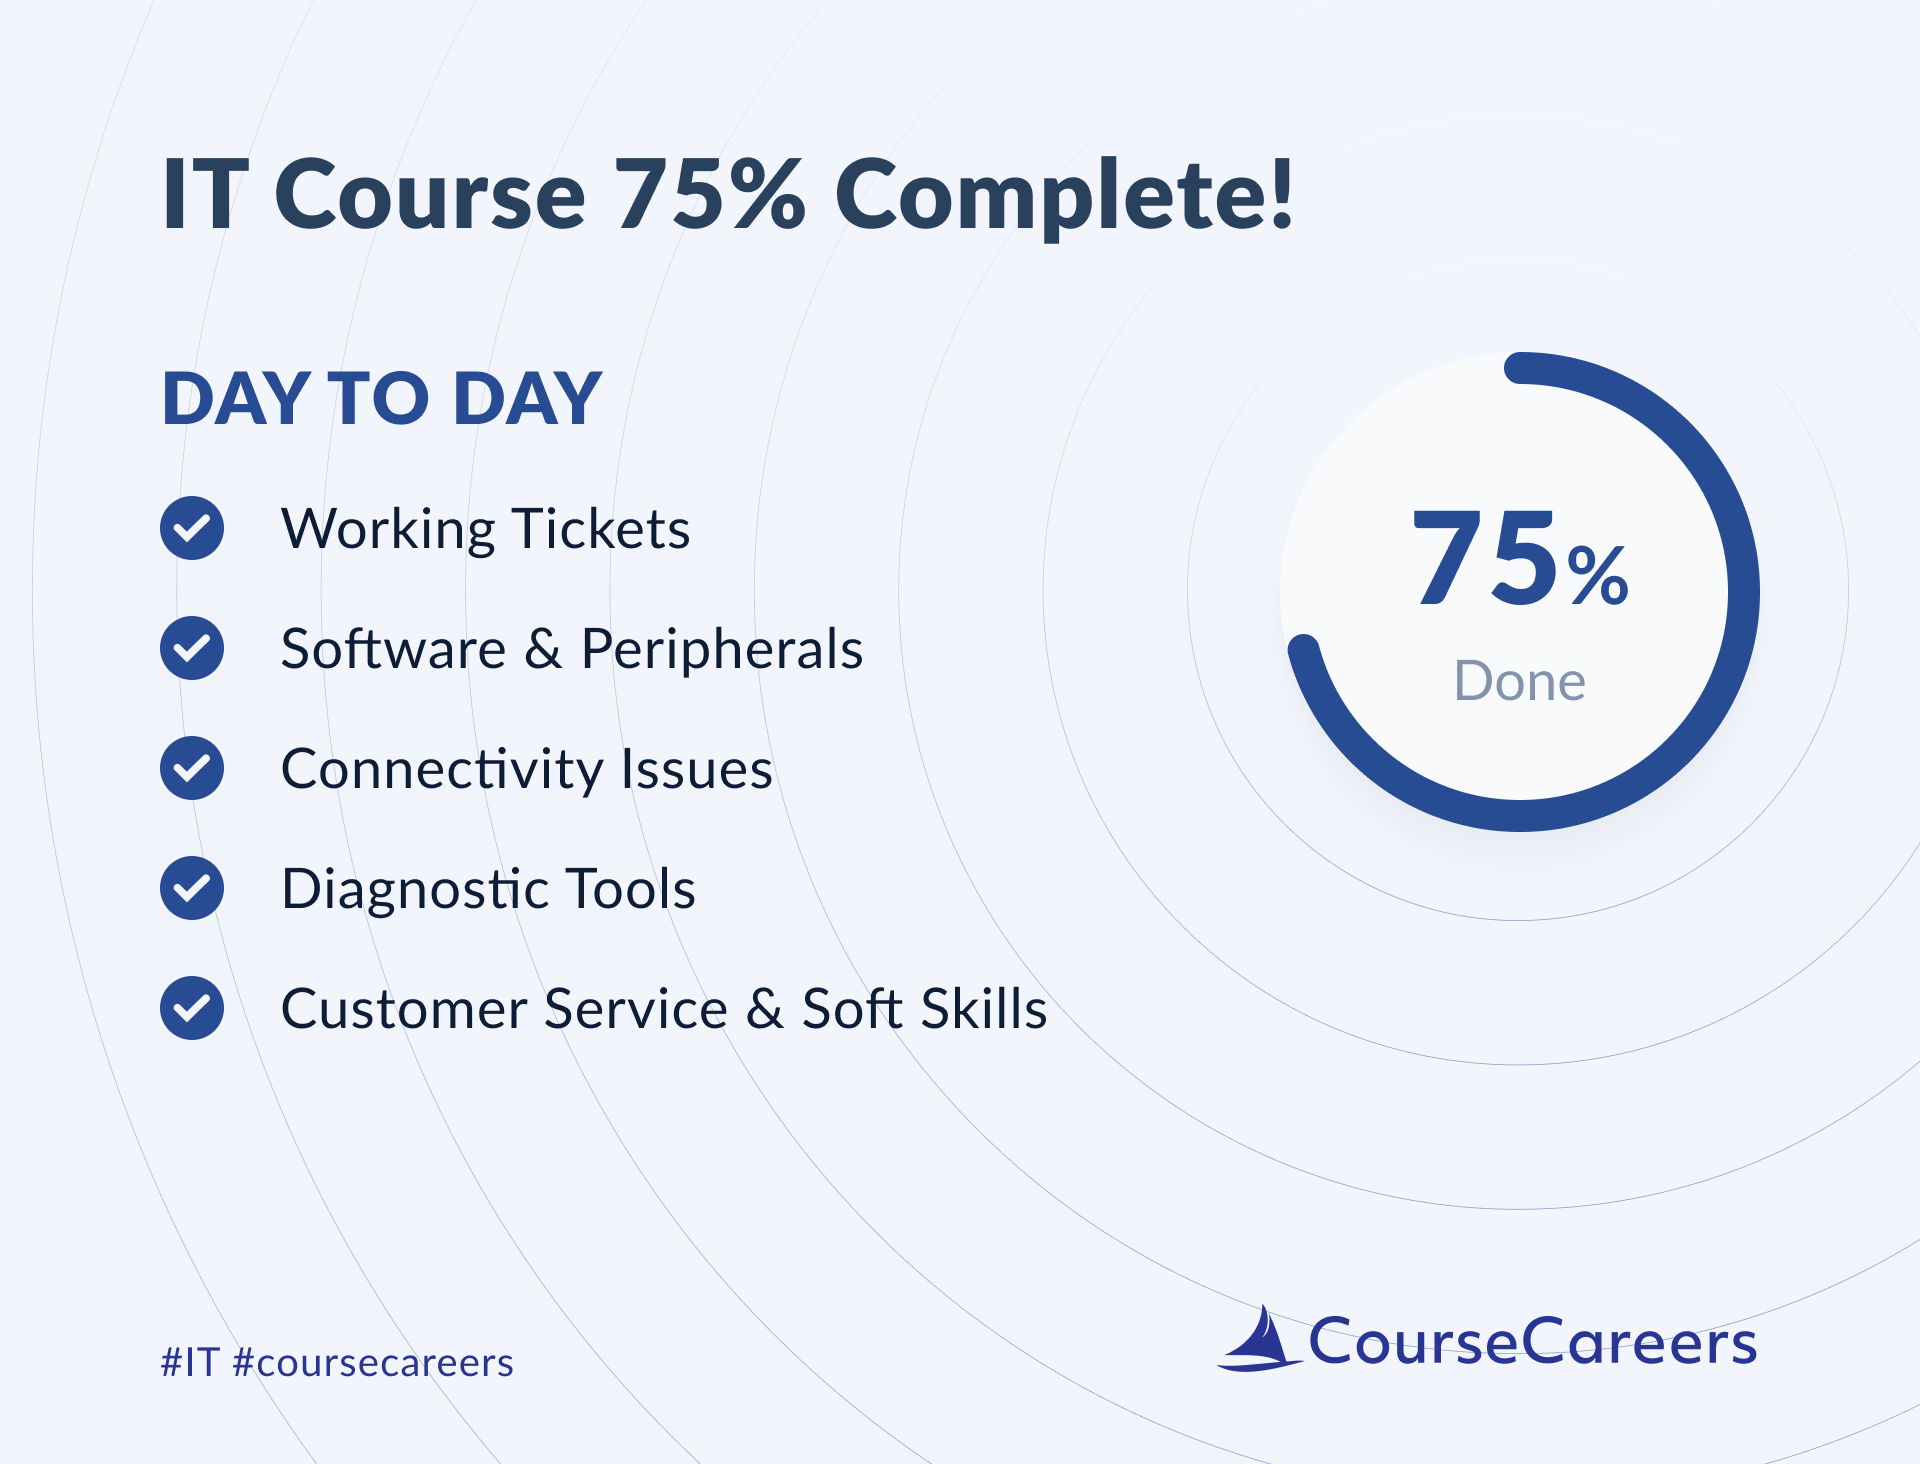 IT Course 75% Complete!
DAY TO DAY
Working Tickets
Software & Peripherals
Connectivity Issues
Diagnostic Tools
Customer Service & Soft Skills
75%
Done
#IT #coursecareers
CourseCareers